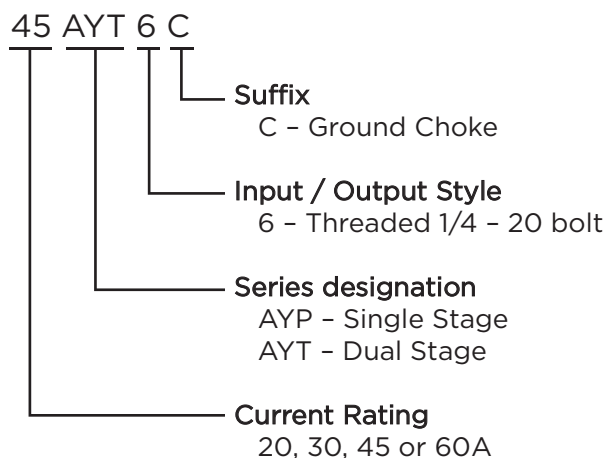 45 AYT 6 C
Suffix
C – Ground Choke
Input / Output Style
6 – Threaded 1/4 – 20 bolt
Series designation
AYP – Single Stage
AYT – Dual Stage
Current Rating
20, 30, 45 or 60A